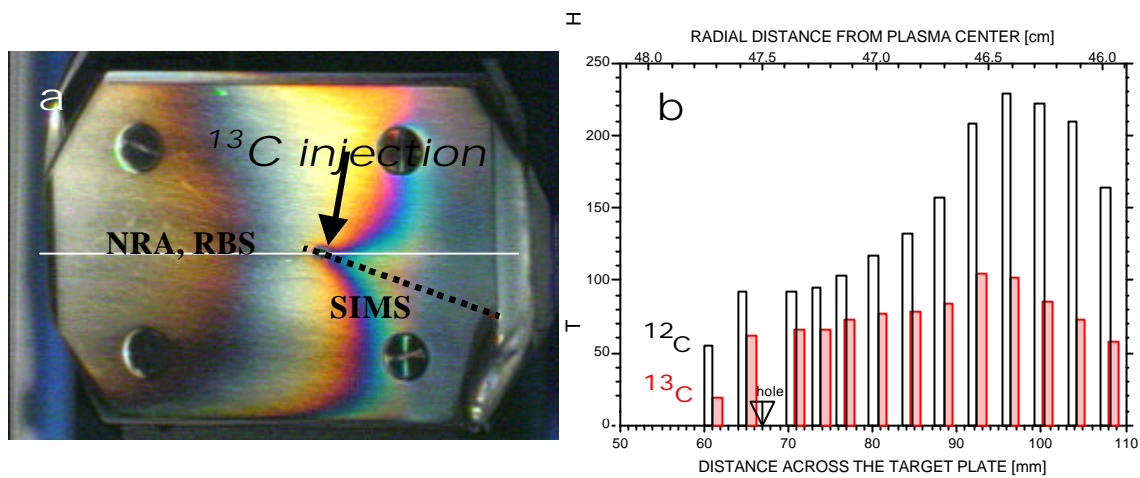 a
13C injection
NRA, RBS
SIMS
H
T
RADIAL DISTANCE FROM PLASMA CENTER [cm]
48.0 47.5 47.0 46.5 46.0
250
200
150
100
50
0
b
12C
13C
hole
50 60 70 80 90 100 110
DISTANCE ACROSS THE TARGET PLATE [mm]